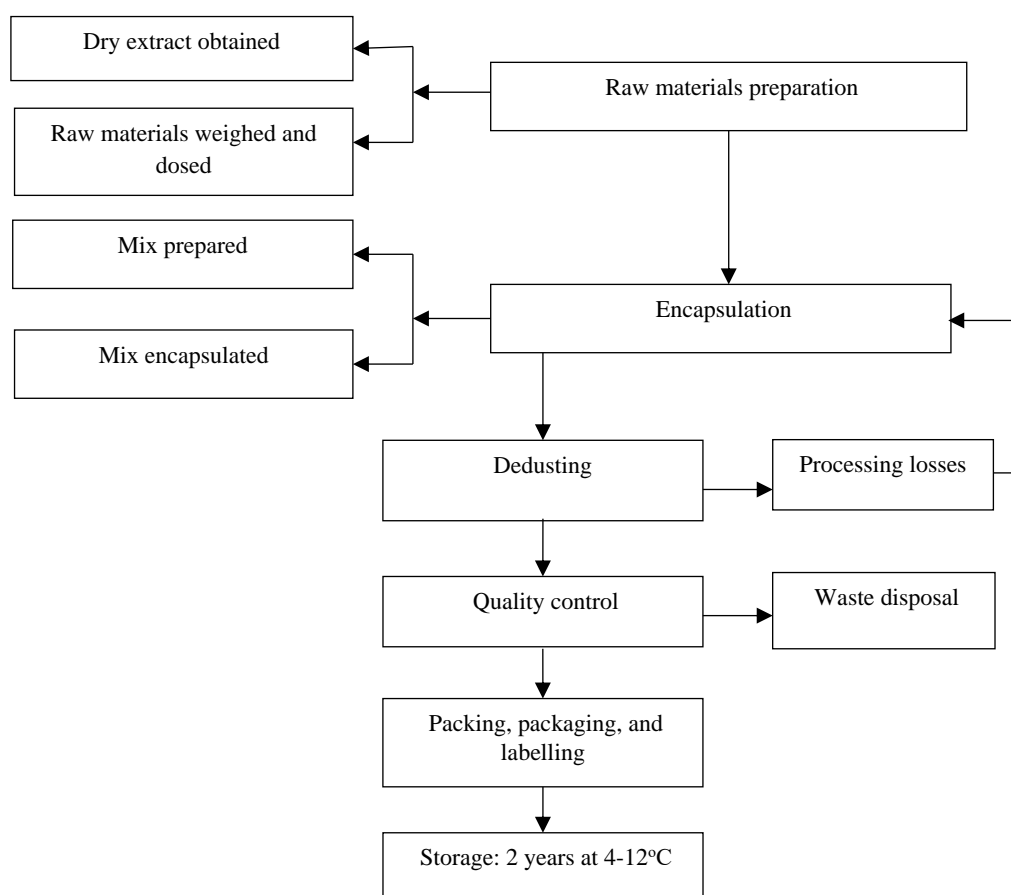 Dry extract obtained
Raw materials preparation
Raw materials weighed and
dosed
Mix prepared
Encapsulation
Mix encapsulated
Dedusting
Processing losses
Quality control
Waste disposal
Packing, packaging, and
labelling
Storage: 2 years at 4-12°C